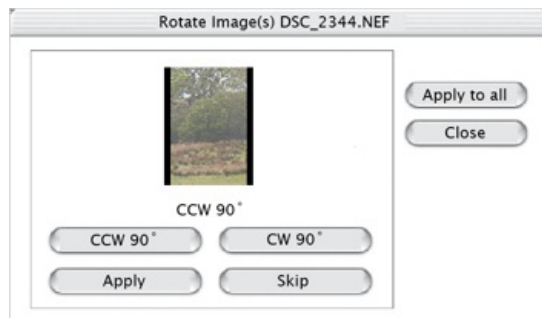 Rotate Image(s) DSC_2344.NEF
Apply to all
Close
CCW 90°
CCW 90° CW 90°
Apply Skip